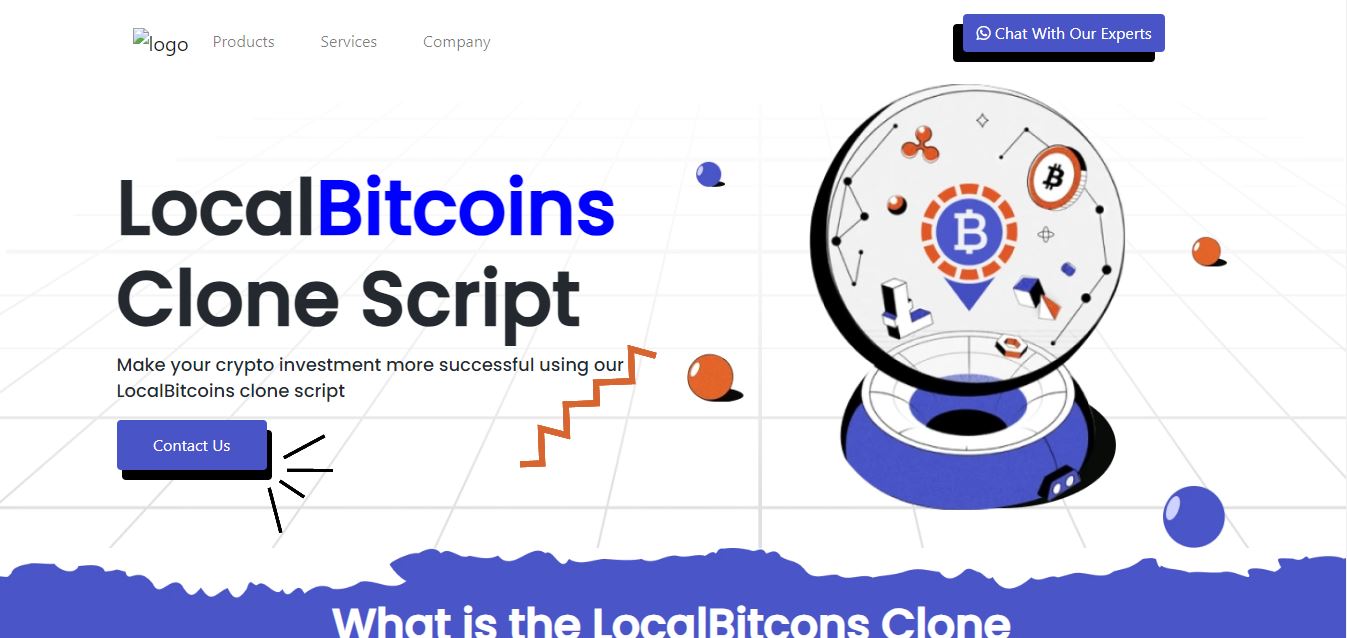 logo
Products
Services
Company
Chat With Our Experts
LocalBitcoins
Clone Script
Make your crypto investment more successful using our
LocalBitcoins clone script
Contact Us
What is the LocalBitcons Clone